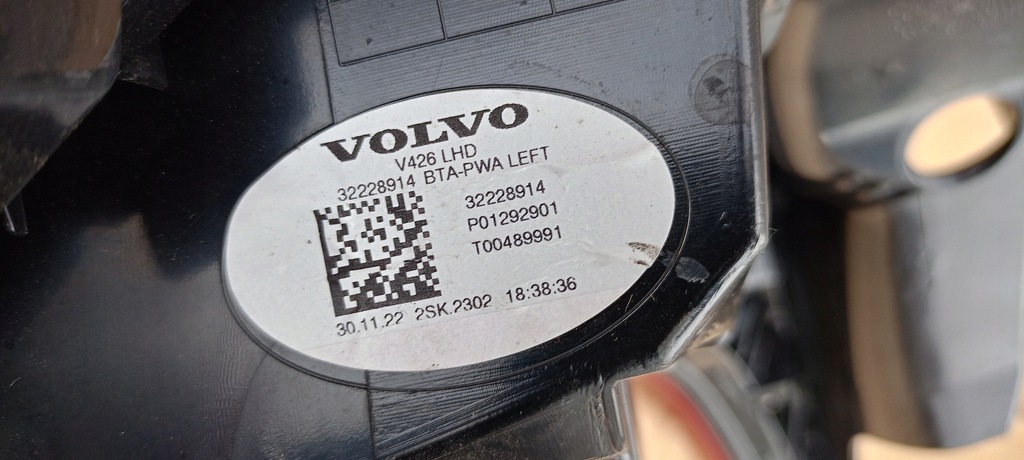 VOLVO
V426 LHD
32228914 BTA-PWA LEFT
32228914
P01292901
T00489991
30.11.22 2SK.2302 18:38:36